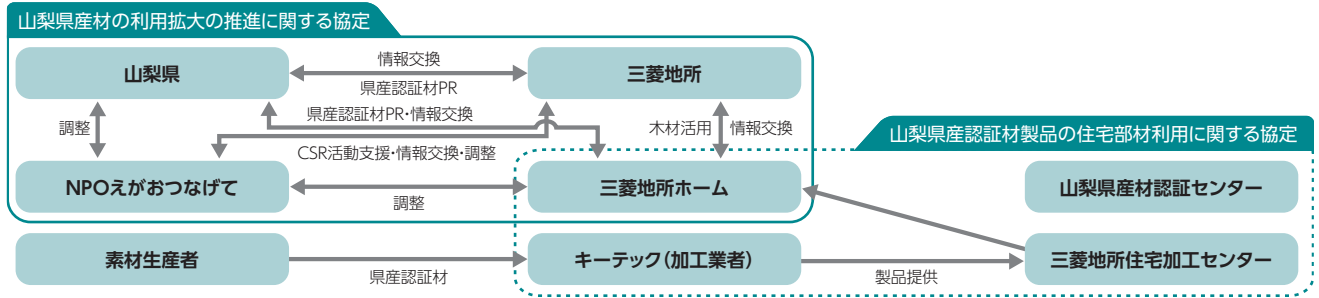 山梨県産材の利用拡大の推進に関する協定
山梨県
情報交換
県産認証材PR
三菱地所
調整
県産認証材PR・情報交換
木材活用
情報交換
山梨県産認証材製品の住宅部材利用に関する協定
CSR活動支援・情報交換・調整
NPOえがおつなげて
調整
三菱地所ホーム
山梨県産材認証センター
素材生産者
県産認証材
キーテック（加工業者）
製品提供
三菱地所住宅加工センター